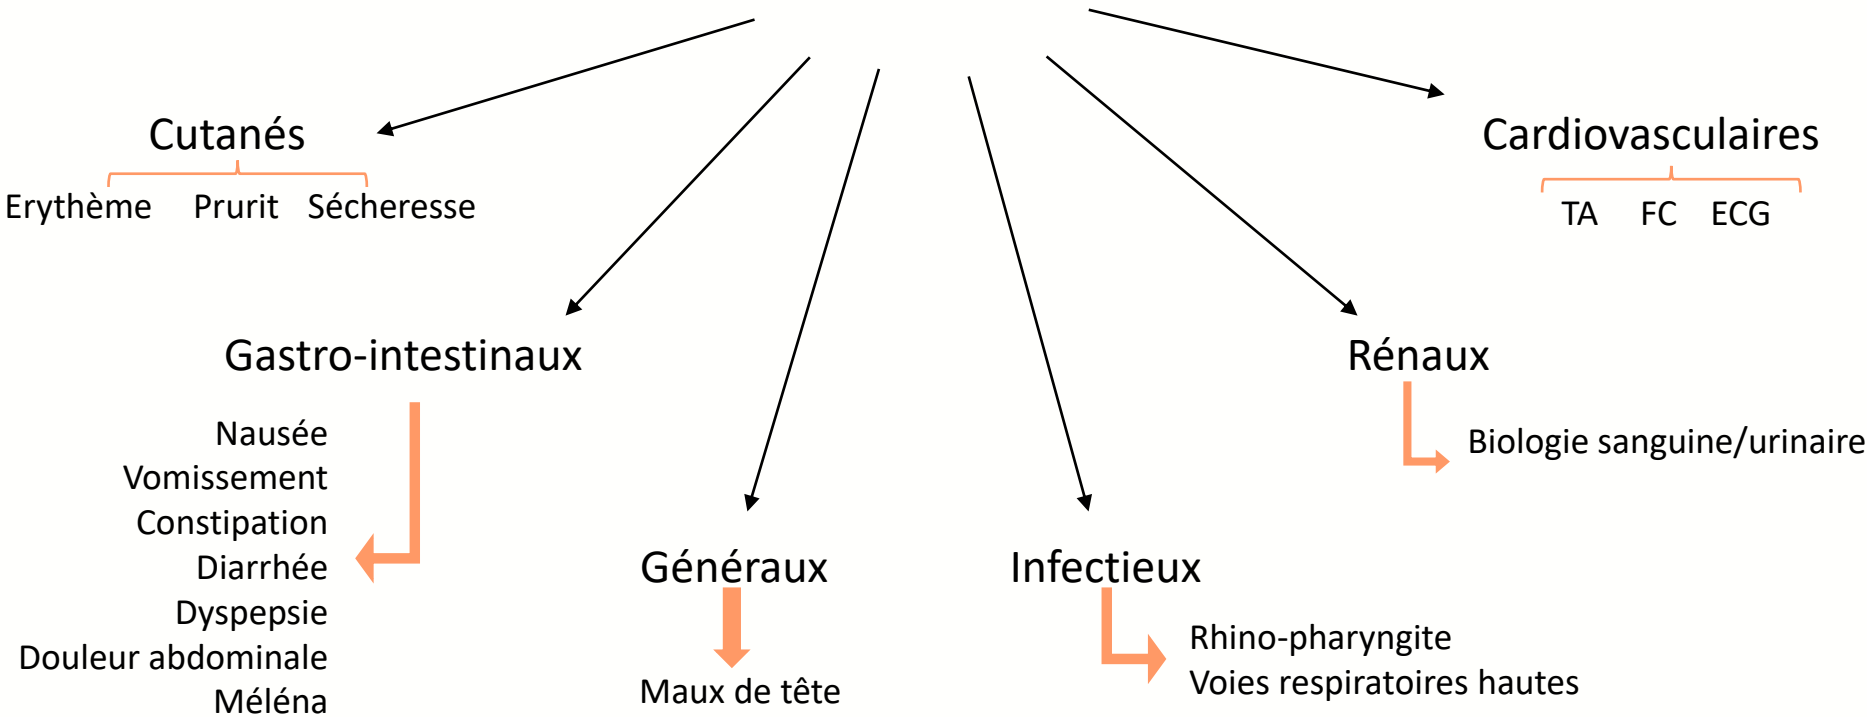 Cutanés
Erythème Prurit Sécheresse
Cardiovasculaires
TA FC ECG
Gastro-intestinaux
Nausée
Vomissement
Constipation
Diarrhée
Dyspepsie
Douleur abdominale
Méléna
Généraux
Maux de tête
Infectieux
Rhino-pharyngite
Voies respiratoires hautes
Rénaux
Biologie sanguine/urinaire